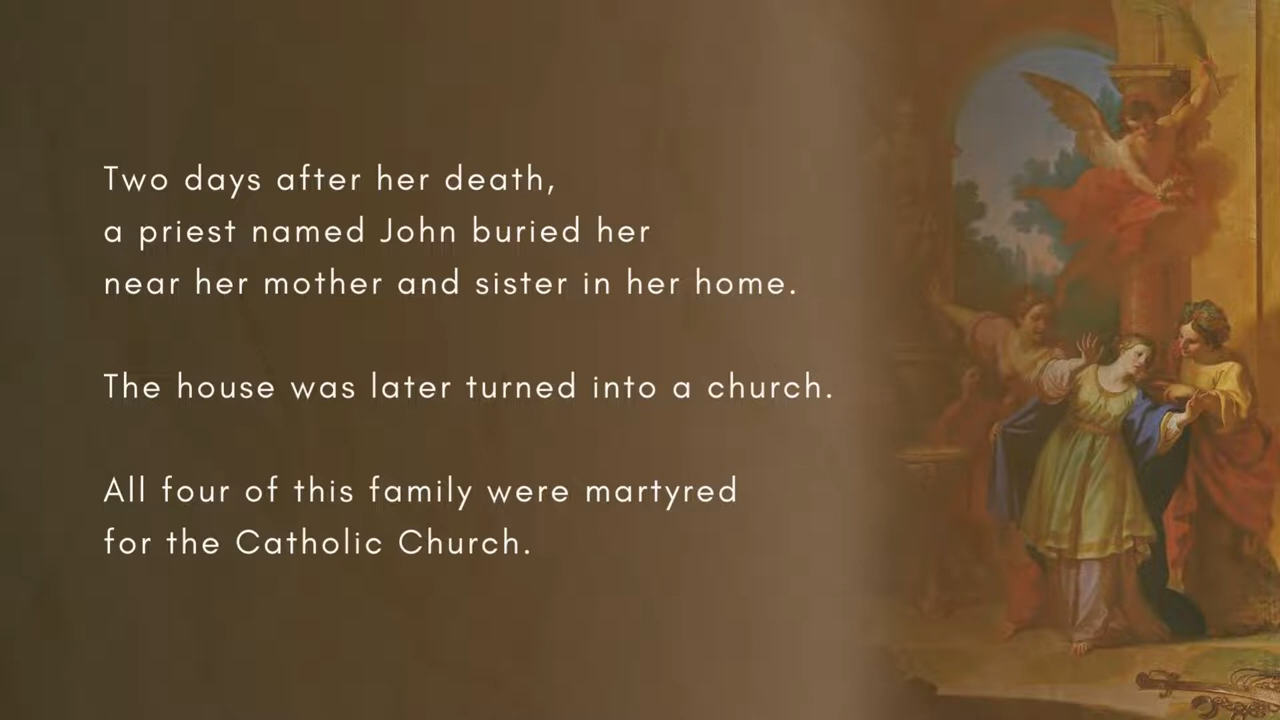 Two days after her death,
a priest named John buried her
near her mother and sister in her home.
The house was later turned into a church.
All four of this family were martyred
for the Catholic Church.